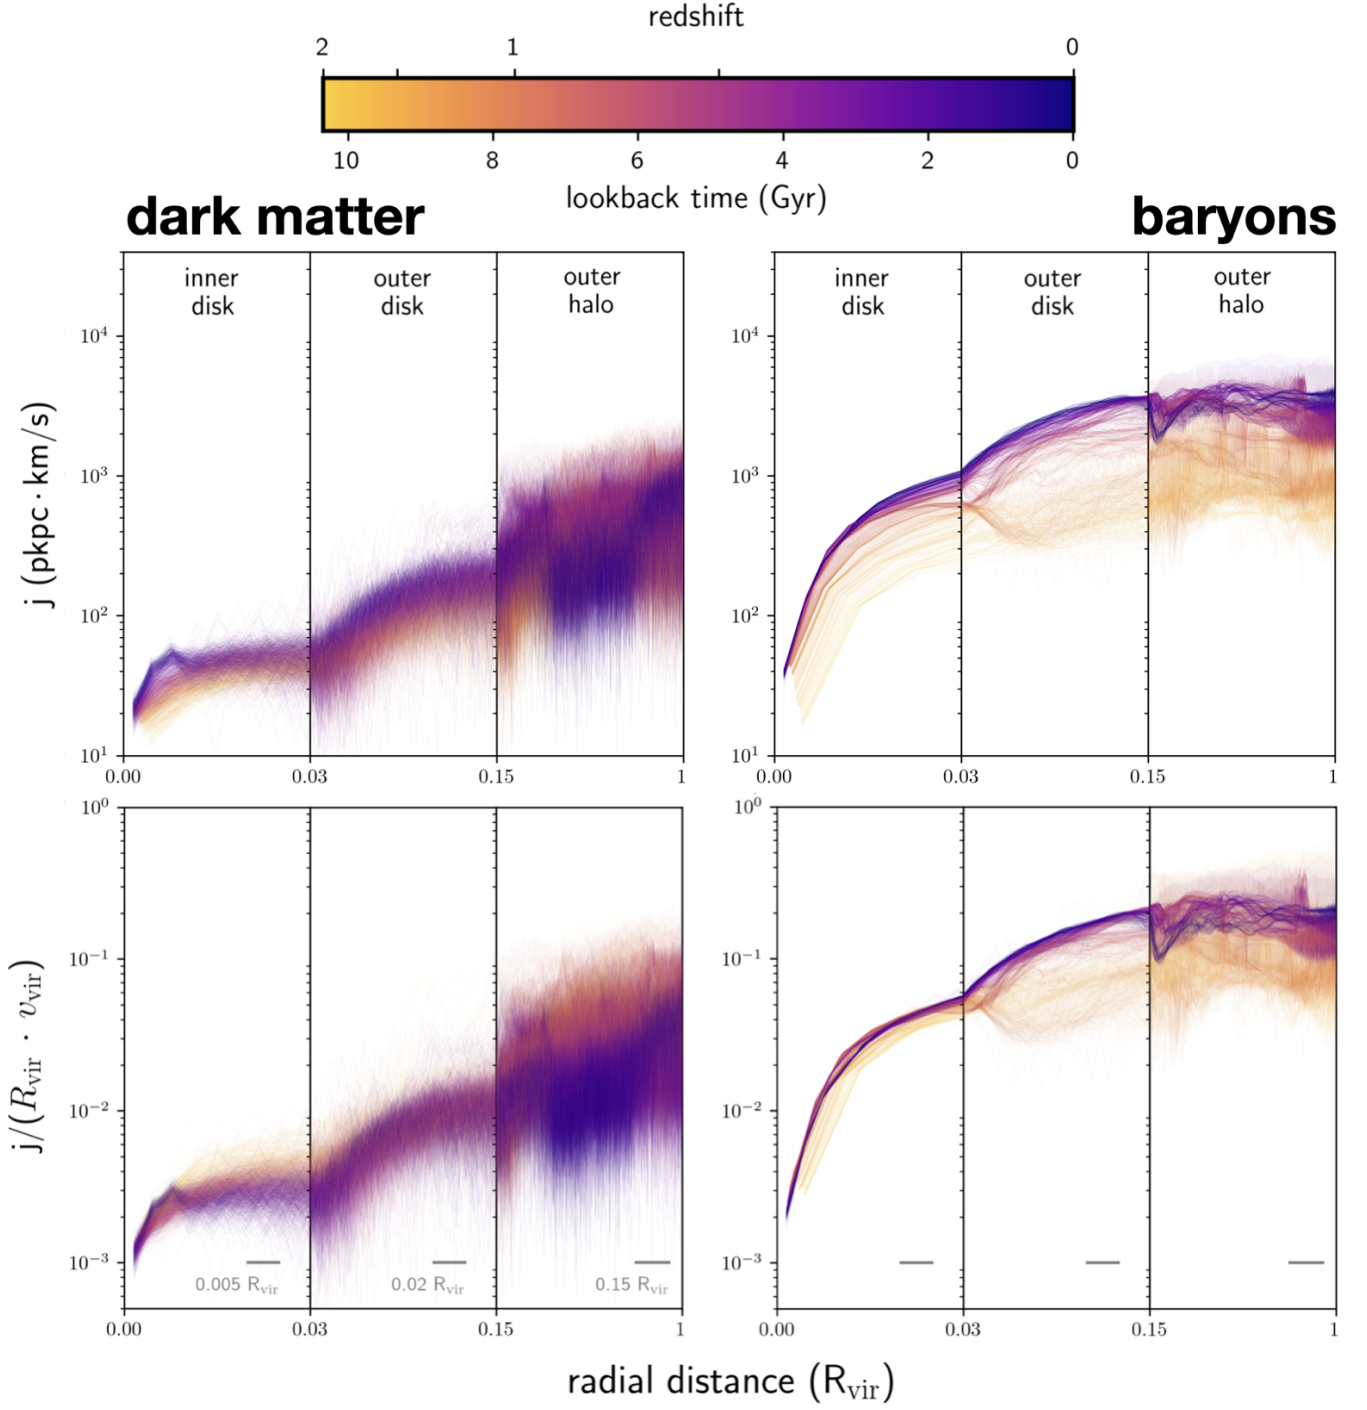 redshift
2 1 0
10 8 6 4 2 0
lookback time (Gyr)
dark matter baryons
inner disk outer disk outer halo
inner disk outer disk outer halo
j (pkpc · km/s)
10⁴
10³
10²
10¹
0.00 0.03 0.15 1
10⁴
10³
10²
10¹
0.00 0.03 0.15 1
j/(R_vir · v_vir)
10⁰
10⁻¹
10⁻²
10⁻³
0.005 R_vir 0.02 R_vir 0.15 R_vir
0.00 0.03 0.15 1
10⁰
10⁻¹
10⁻²
10⁻³
0.00 0.03 0.15 1
radial distance (R_vir)